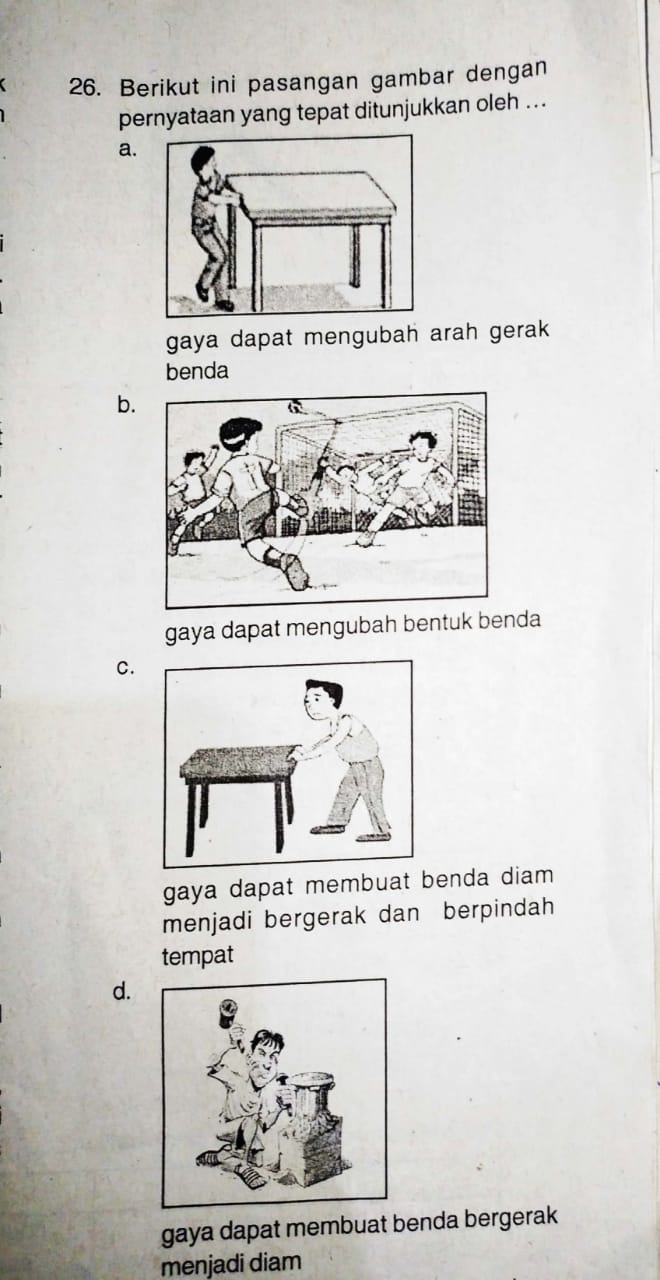 26. Berikut ini pasangan gambar dengan
pernyataan yang tepat ditunjukkan oleh ...
a.
gaya dapat mengubah arah gerak
benda
b.
gaya dapat mengubah bentuk benda
c.
gaya dapat membuat benda diam
menjadi bergerak dan berpindah
tempat
d.
gaya dapat membuat benda bergerak
menjadi diam